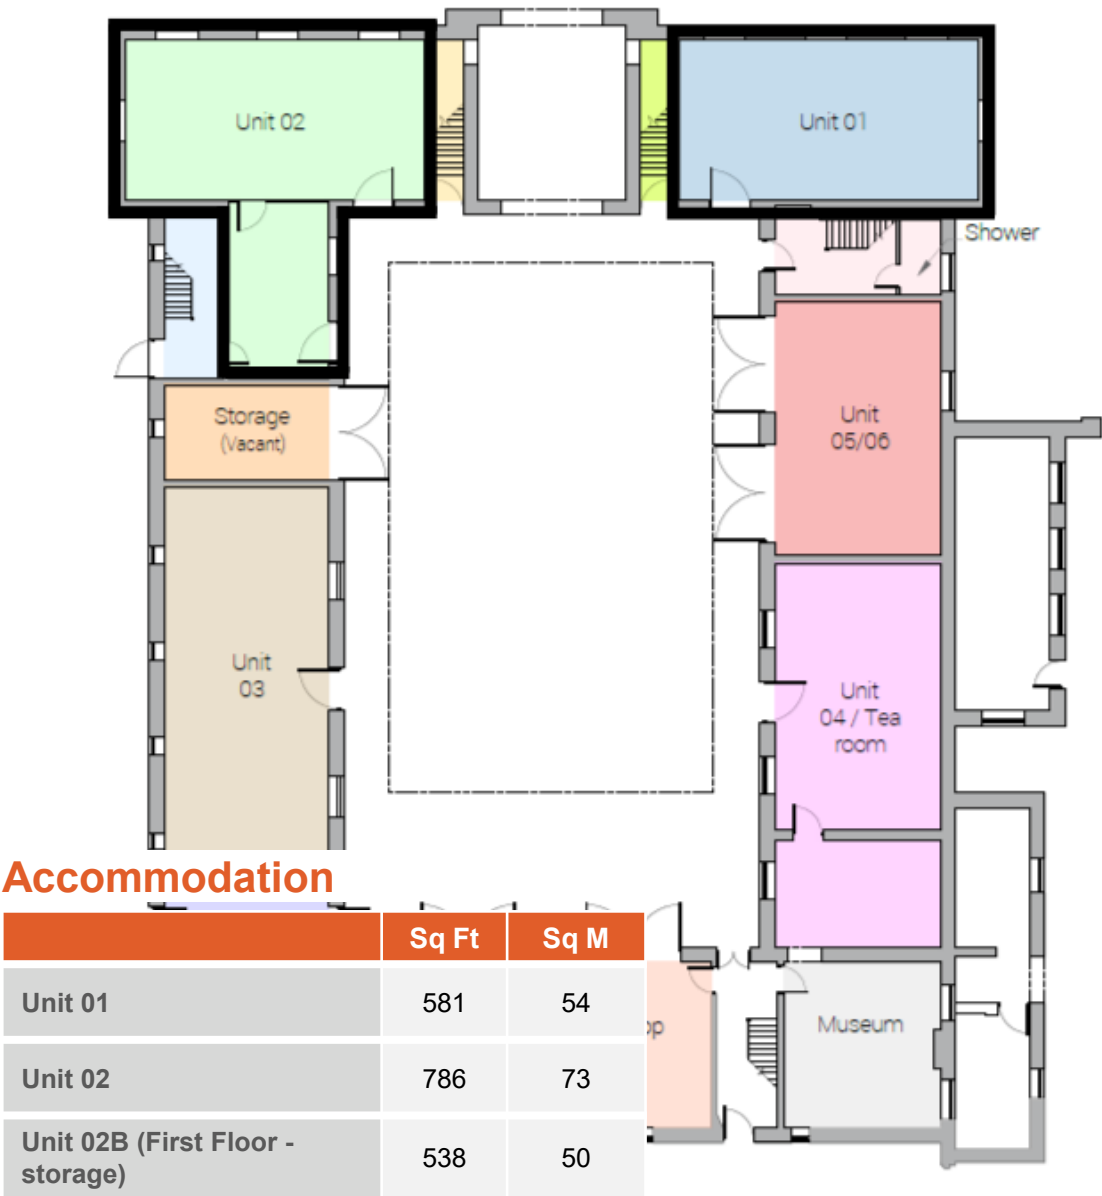 Unit 02
Unit 01
Shower
Storage
(Vacant)
Unit
05/06
Unit
03
Unit
04 / Tea
room
Accommodation
Sq Ft Sq M
Unit 01 581 54
Unit 02 786 73
Unit 02B (First Floor -
storage) 538 50
Museum